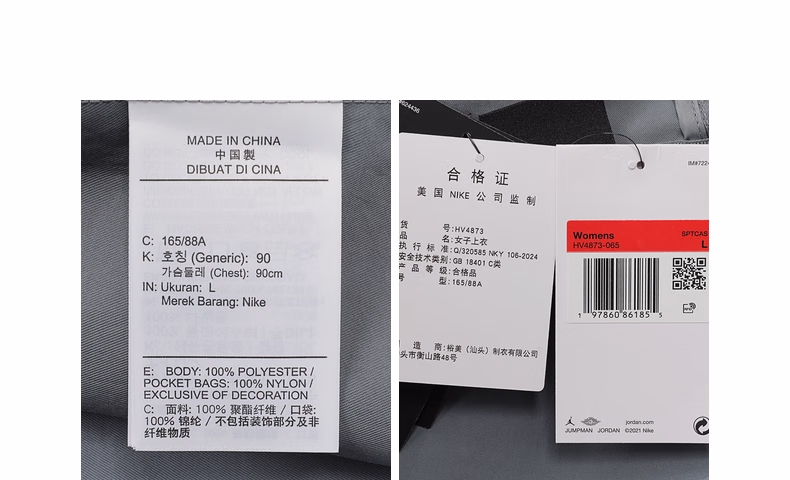 MADE IN CHINA
中国製
DIBUAT DI CINA
C: 165/88A
K: 호칭 (Generic): 90
가슴둘레 (Chest): 90cm
IN: Ukuran: L
Merek Barang: Nike
E: BODY: 100% POLYESTER /
POCKET BAGS: 100% NYLON /
EXCLUSIVE OF DECORATION
C: 面料: 100% 聚酯纤维 / 口袋:
100% 锦纶 / 不包括装饰部分及非
纤维物质
624436
合格证
美国 NIKE 公司监制
货 号:HV4873
品 名:女子上衣
执行标准:Q/320585 NKY 106-2024
安全技术类别:GB 18401 C类
产品等级:合格品
号 型:165/88A
造商:裕美(汕头)制衣有限公司
头市衡山路48号
IM#722
Womens
SPTCAS
HV4873-065
L
1 97860 86185 5
JUMPMAN JORDAN
jordan.com
©2021 Nike